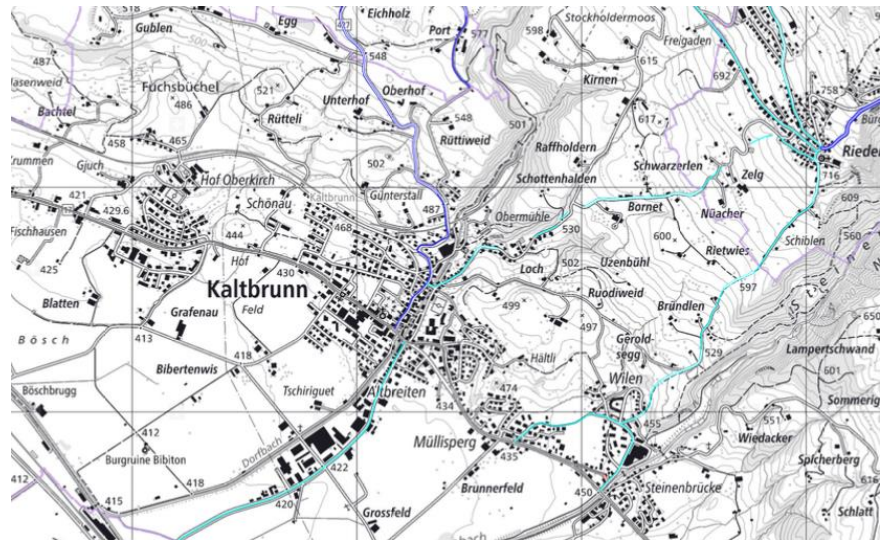 518
Gublen
Egg
Eichholz
427
Port
577
598
Stockholdermoos
Freigaden
487
500
548
615
Kirnen
692
Fuchsbüchel
521
Oberhof
758
Bachtel
486
Unterhof
Rütteli
548
501
617
458
465
Rüttiweid
Raffholdern
Schwarzerlen
Zelg
Rieden
716
Gjuch
502
Schottenhalden
Hof Oberkirch
Günterstall
Kaltbrunn
421
429.6
Schönau
468
487
Obermühle
Bornet
Nüacher
609
Fischhausen
444
530
600
Rietwies
Schiblen
560
425
Hof
430
Loch
502
Uzenbühl
Blatten
Kaltbrunn
Ruodiweid
597
Grafenau
Feld
499
Bründlen
Bösch
413
497
650
Gerold-
segg
Bibertenwis
418
Hältli
529
Lampertschwand
Tschiriguet
Altbreiten
474
Wilen
601
Böschbrugg
434
455
551
Sommerig
412
Müllisperg
435
Wiedacker
Burgruine Bibiton
Dorfbach
422
Spicherberg
412
418
Brunnerfeld
450
Steinenbrücke
616
415
420
Grossfeld
Schlatt